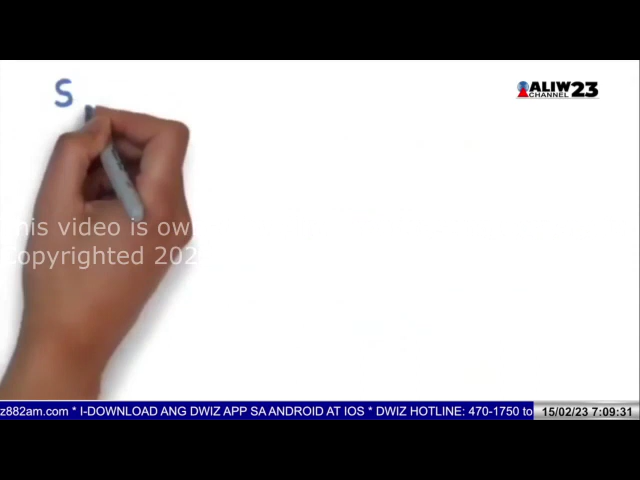 S
ALIW 23
CHANNEL
his video is ow
opyrighted 202
z882am.com * I-DOWNLOAD ANG DWIZ APP SA ANDROID AT IOS * DWIZ HOTLINE: 470-1750 to
15/02/23 7:09:31